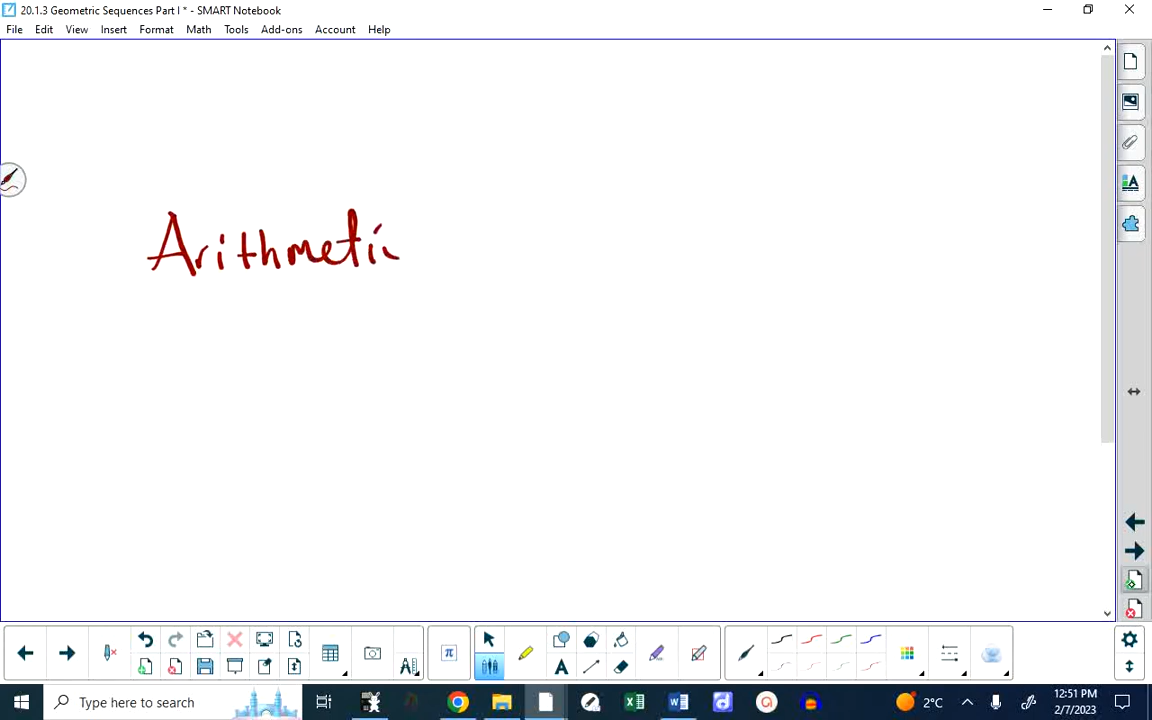 20.1.3 Geometric Sequences Part I * - SMART Notebook
File Edit View Insert Format Math Tools Add-ons Account Help
Arithmetic
Type here to search
2°C
12:51 PM
2/7/2023